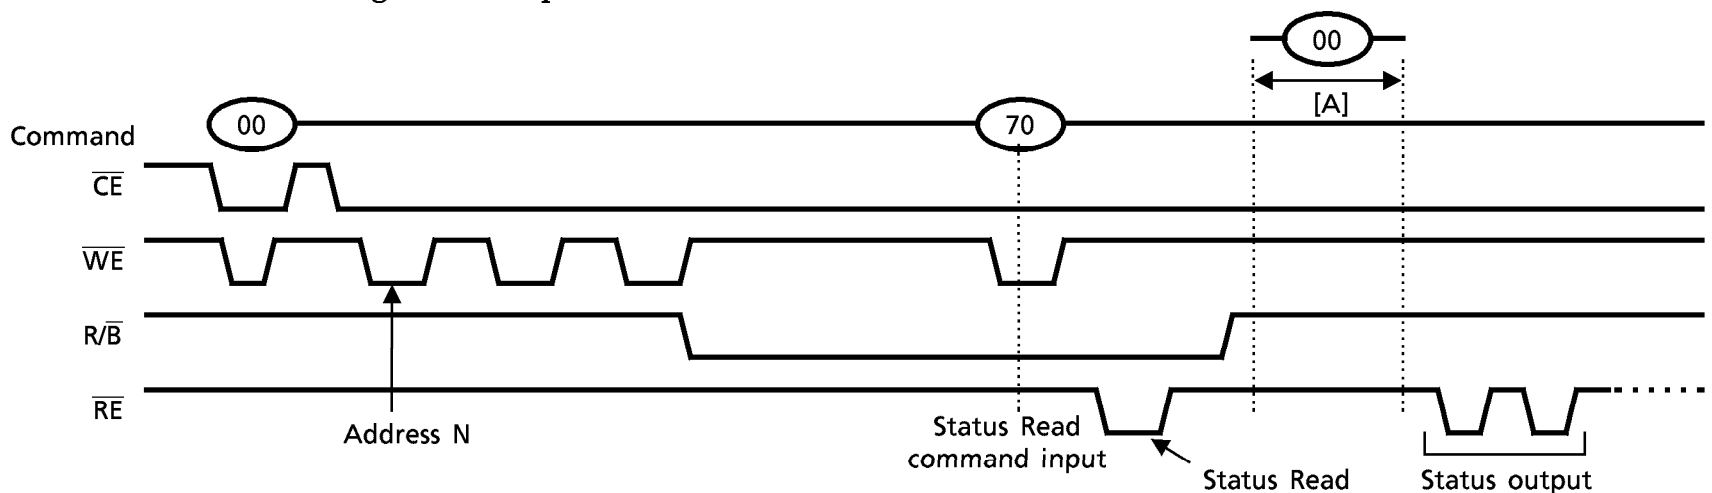 00
[A]
00
70
Command
CE
WE
R/B
RE
Address N
Status Read
command input
Status Read
Status output